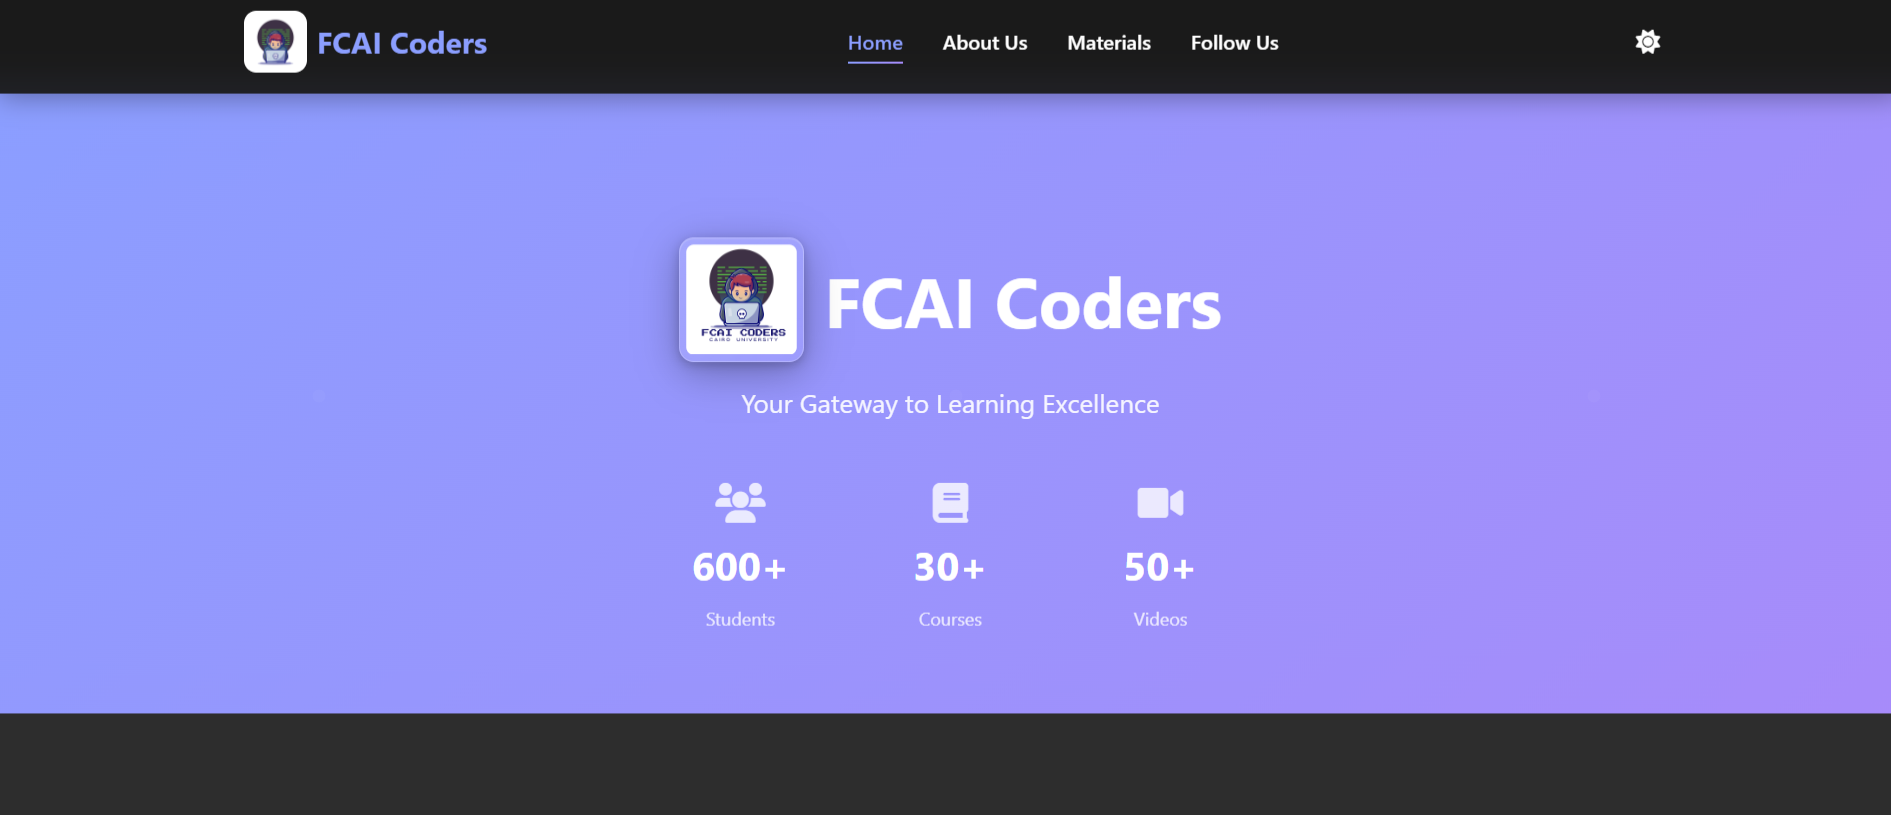 FCAI Coders
Home
About Us
Materials
Follow Us
FCAI CODERS
CAIRO UNIVERSITY
FCAI Coders
Your Gateway to Learning Excellence
600+
30+
50+
Students
Courses
Videos